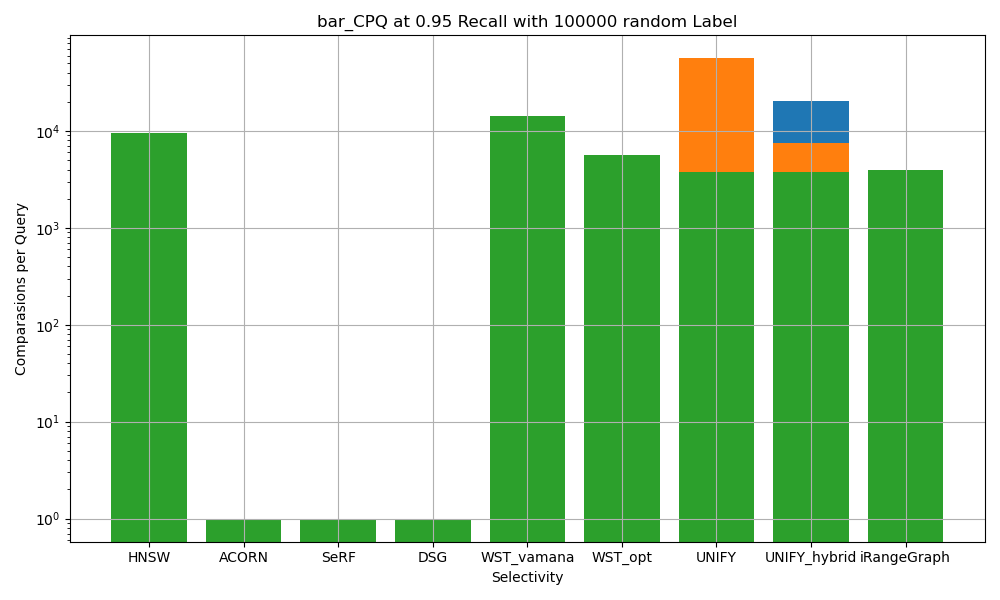 bar_CPQ at 0.95 Recall with 100000 random Label
Comparasions per Query
10^4
10^3
10^2
10^1
10^0
HNSW ACORN SeRF DSG WST_vamana WST_opt UNIFY UNIFY_hybrid iRangeGraph
Selectivity